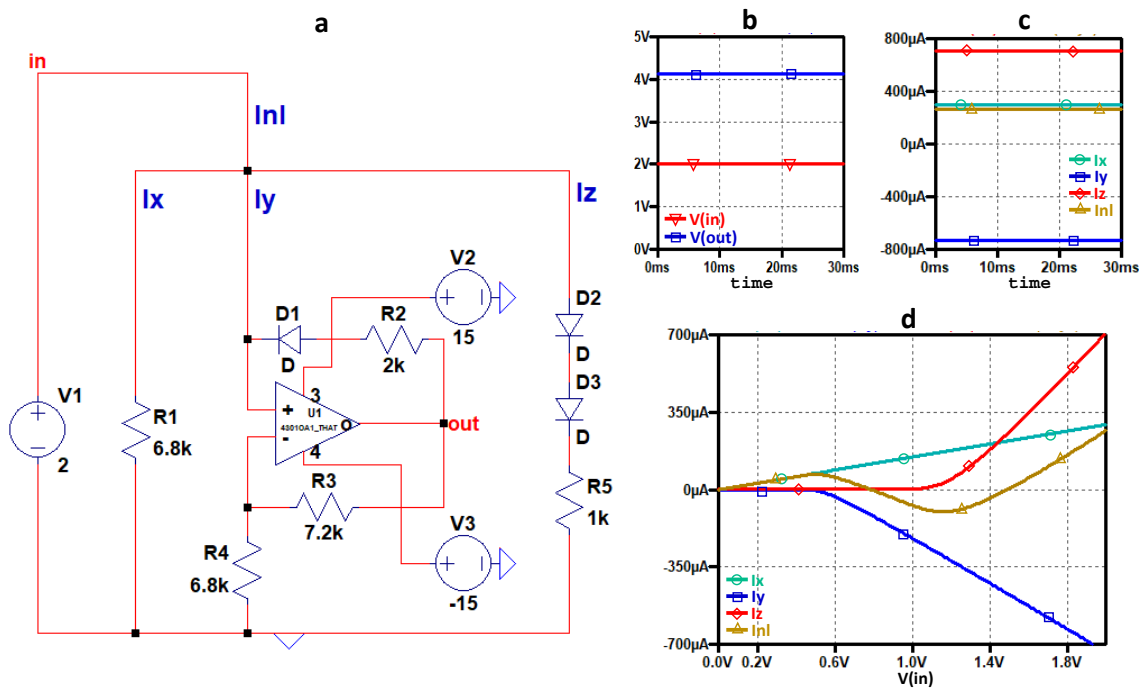 a
in
Inl
Ix
Iy
Iz
V1
2
R1
6.8k
D1
D
R2
2k
V2
15
3
U1
4301OA1_THAT
O
4
+
-
out
R3
7.2k
R4
6.8k
V3
-15
D2
D
D3
D
R5
1k
b
5V
4V
3V
2V
1V
0V
V(in)
V(out)
0ms 10ms 20ms 30ms
time
c
800µA
400µA
0µA
-400µA
-800µA
Ix
Iy
Iz
Inl
0ms 10ms 20ms 30ms
time
d
700µA
350µA
0µA
-350µA
-700µA
Ix
Iy
Iz
Inl
0.0V 0.2V 0.6V 1.0V 1.4V 1.8V
V(in)